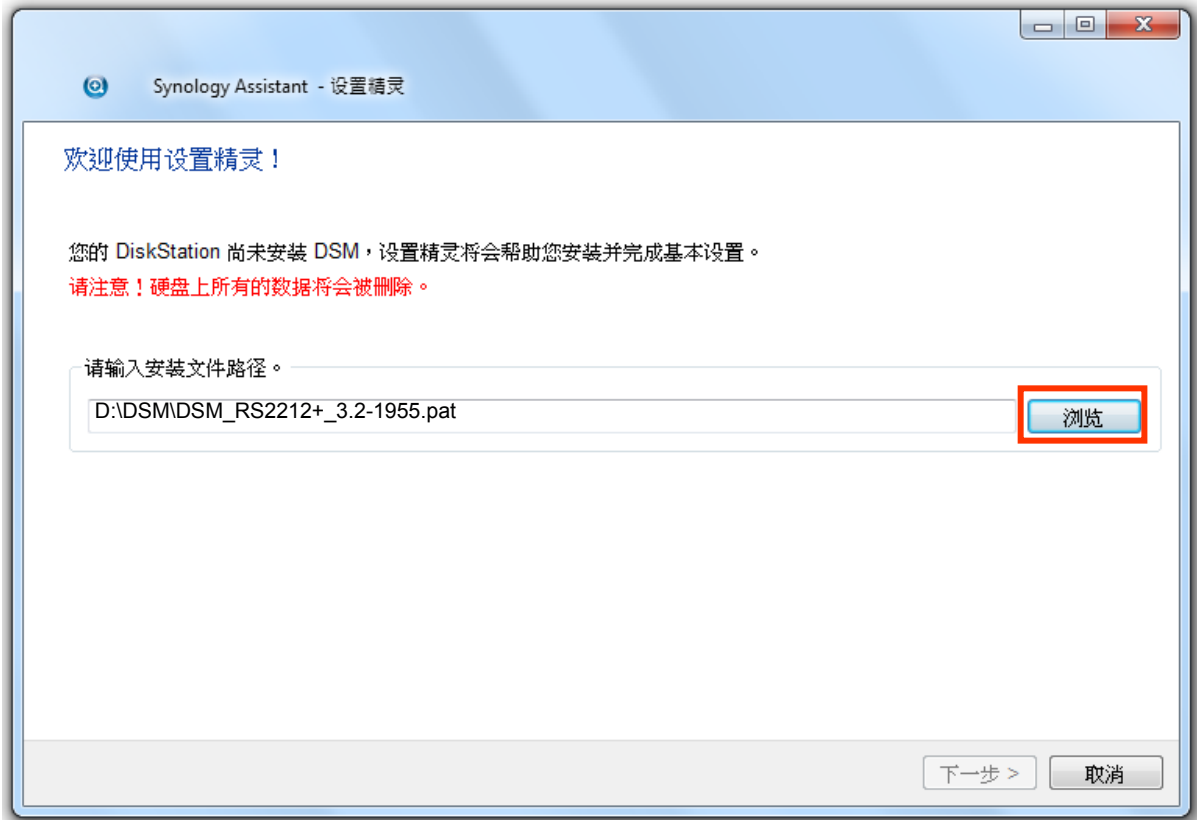 Synology Assistant - 设置精灵
欢迎使用设置精灵！
您的 DiskStation 尚未安装 DSM，设置精灵将会帮助您安装并完成基本设置。
请注意！硬盘上所有的数据将会被删除。
请输入安装文件路径。
D:\DSM\DSM_RS2212+_3.2-1955.pat
浏览
下一步 >
取消